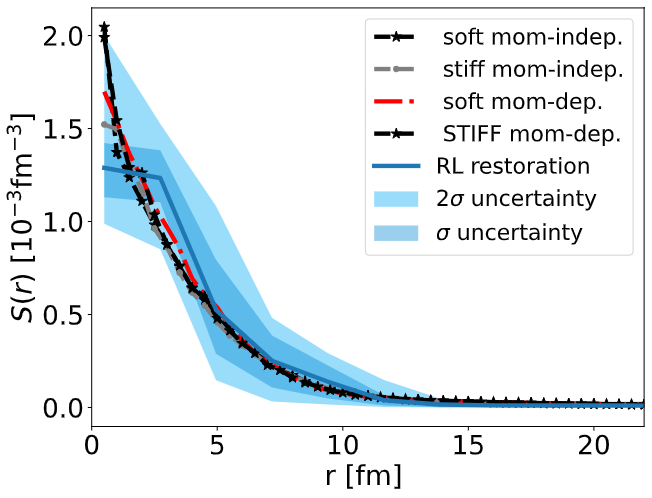 S(r) [10⁻³fm⁻³]
2.0
1.5
1.0
0.5
0.0
soft mom-indep.
stiff mom-indep.
soft mom-dep.
STIFF mom-dep.
RL restoration
2σ uncertainty
σ uncertainty
0 5 10 15 20
r [fm]